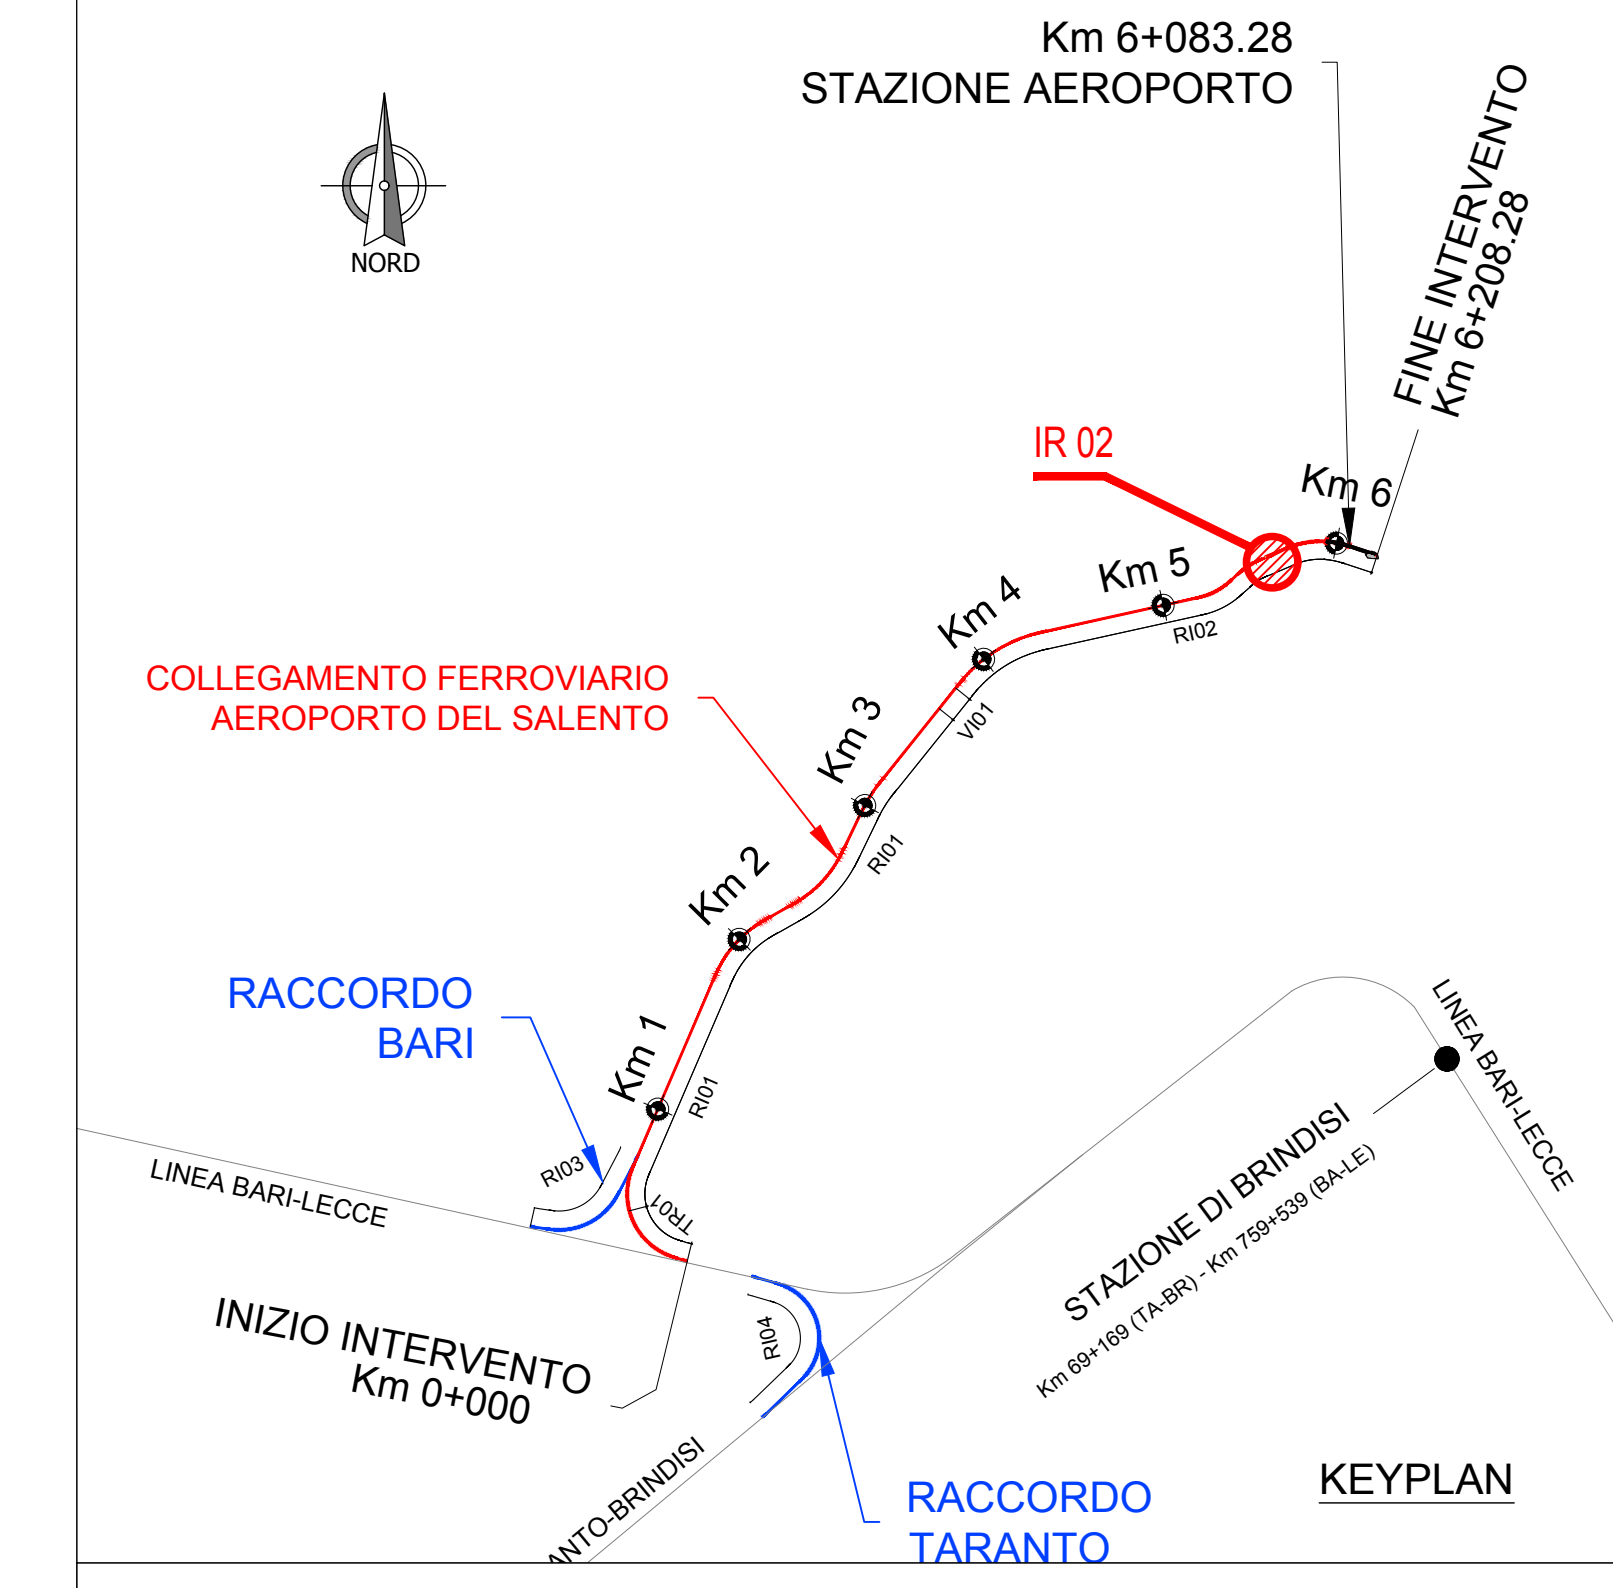 Km 6+083.28
STAZIONE AEROPORTO
FINE INTERVENTO
Km 6+208.28
NORD
IR 02
Km 6
Km 5
RI02
Km 4
VI01
COLLEGAMENTO FERROVIARIO
AEROPORTO DEL SALENTO
Km 3
RI01
Km 2
RACCORDO
BARI
Km 1
RI01
LINEA BARI-LECCE
RI03
TR01
LINEA BARI-LECCE
STAZIONE DI BRINDISI
Km 69+169 (TA-BR) - Km 759+539 (BA-LE)
INIZIO INTERVENTO
Km 0+000
RI04
ANTO-BRINDISI
RACCORDO
TARANTO
KEYPLAN